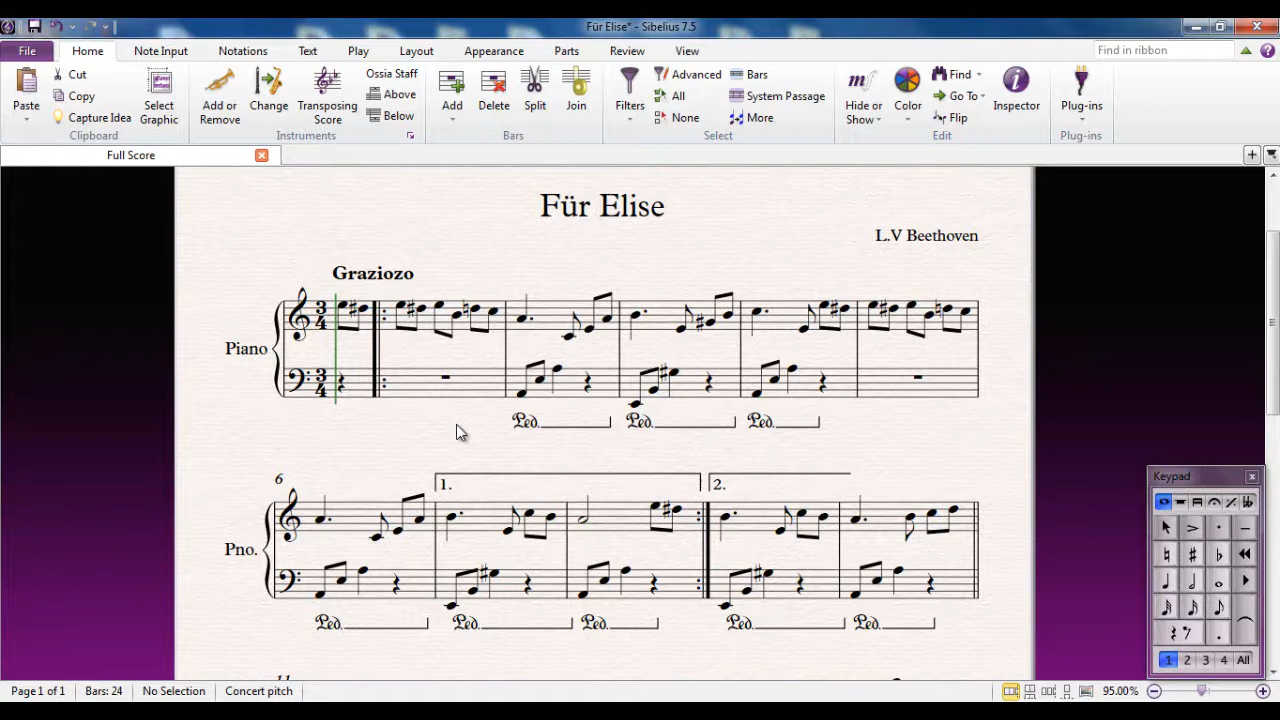 Für Elise* - Sibelius 7.5
File Home Note Input Notations Text Play Layout Appearance Parts Review View Find in ribbon
Paste Cut Copy Capture Idea Select Graphic Clipboard
Add or Remove Change Transposing Score Ossia Staff Above Below Instruments
Add Delete Split Join Bars
Filters Advanced All None Bars System Passage More Select
Hide or Show Color Find Go To Flip Inspector Edit
Plug-ins Plug-ins
Full Score
Für Elise
L.V Beethoven
Graziozo
3 4
Piano
3 4
Ped. Ped. Ped.
6 1. 2.
Pno.
Ped. Ped. Ped. Ped. Ped.
Keypad
1 2 3 4 All
Page 1 of 1 Bars: 24 No Selection Concert pitch 95.00%